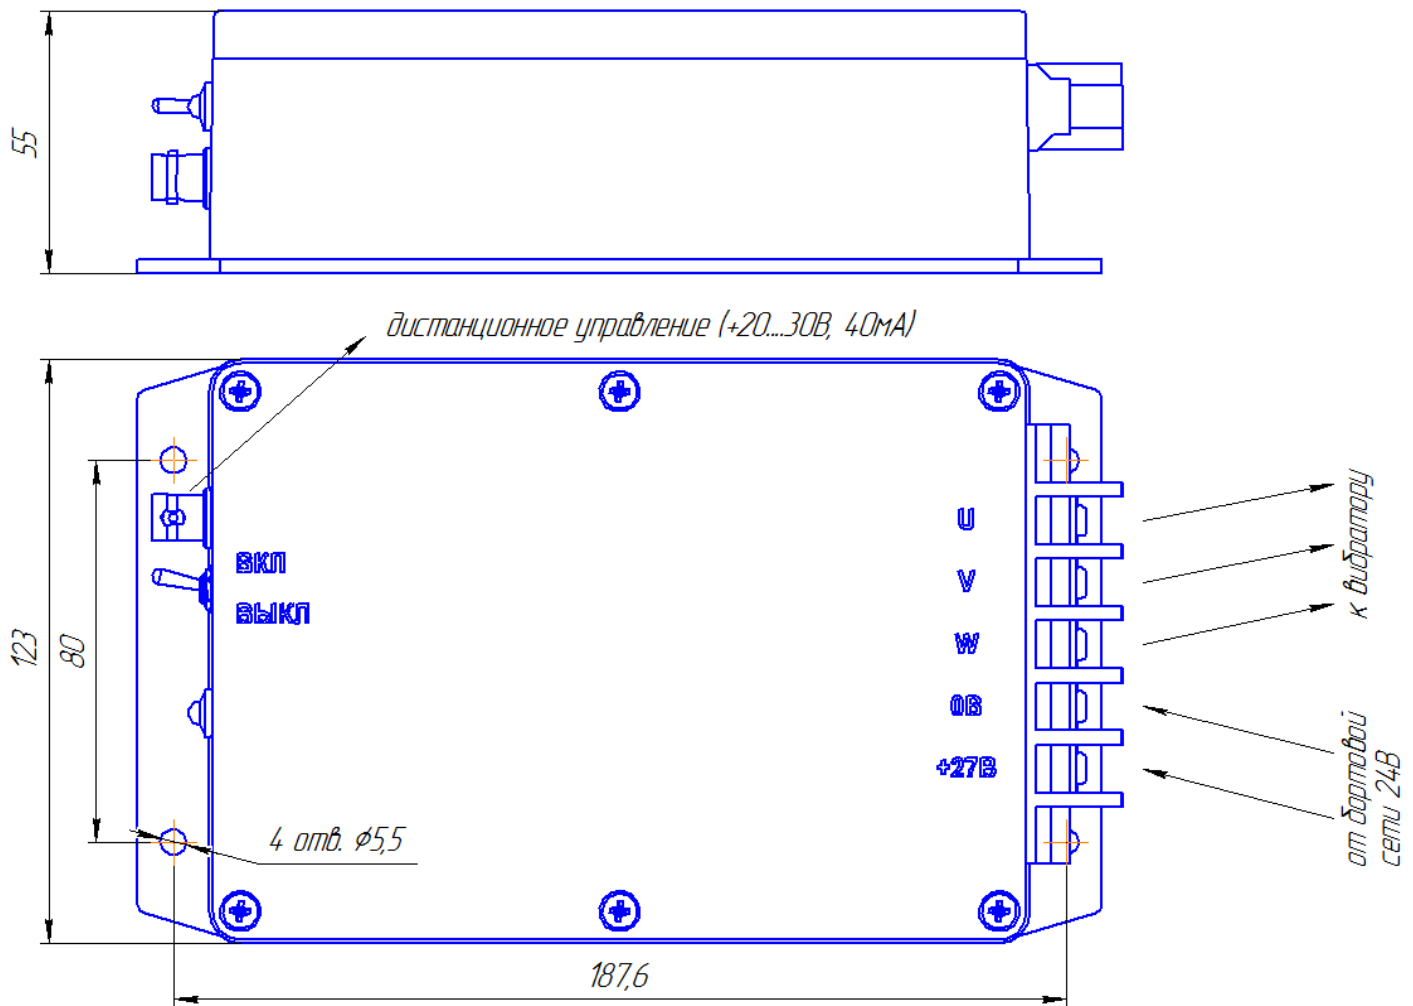 55
дистанционное управление (+20...30В, 40мА)
ВКЛ
ВЫКЛ
U
V
W
0В
+27В
к вибратору
от бортовой
сети 24В
123
80
4 отв. ϕ5,5
187,6